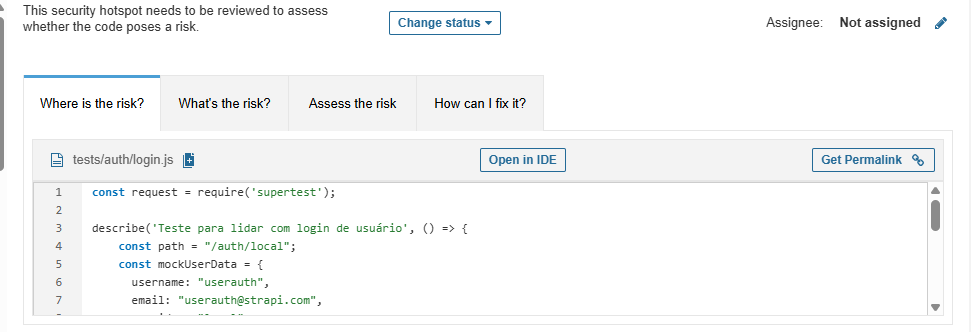 This security hotspot needs to be reviewed to assess
whether the code poses a risk.
Change status
Assignee: Not assigned
Where is the risk?
What's the risk?
Assess the risk
How can I fix it?
tests/auth/login.js
Open in IDE
Get Permalink
1 const request = require('supertest');
2
3 describe('Teste para lidar com login de usuário', () => {
4 const path = "/auth/local";
5 const mockUserData = {
6 username: "userauth",
7 email: "userauth@strapi.com",